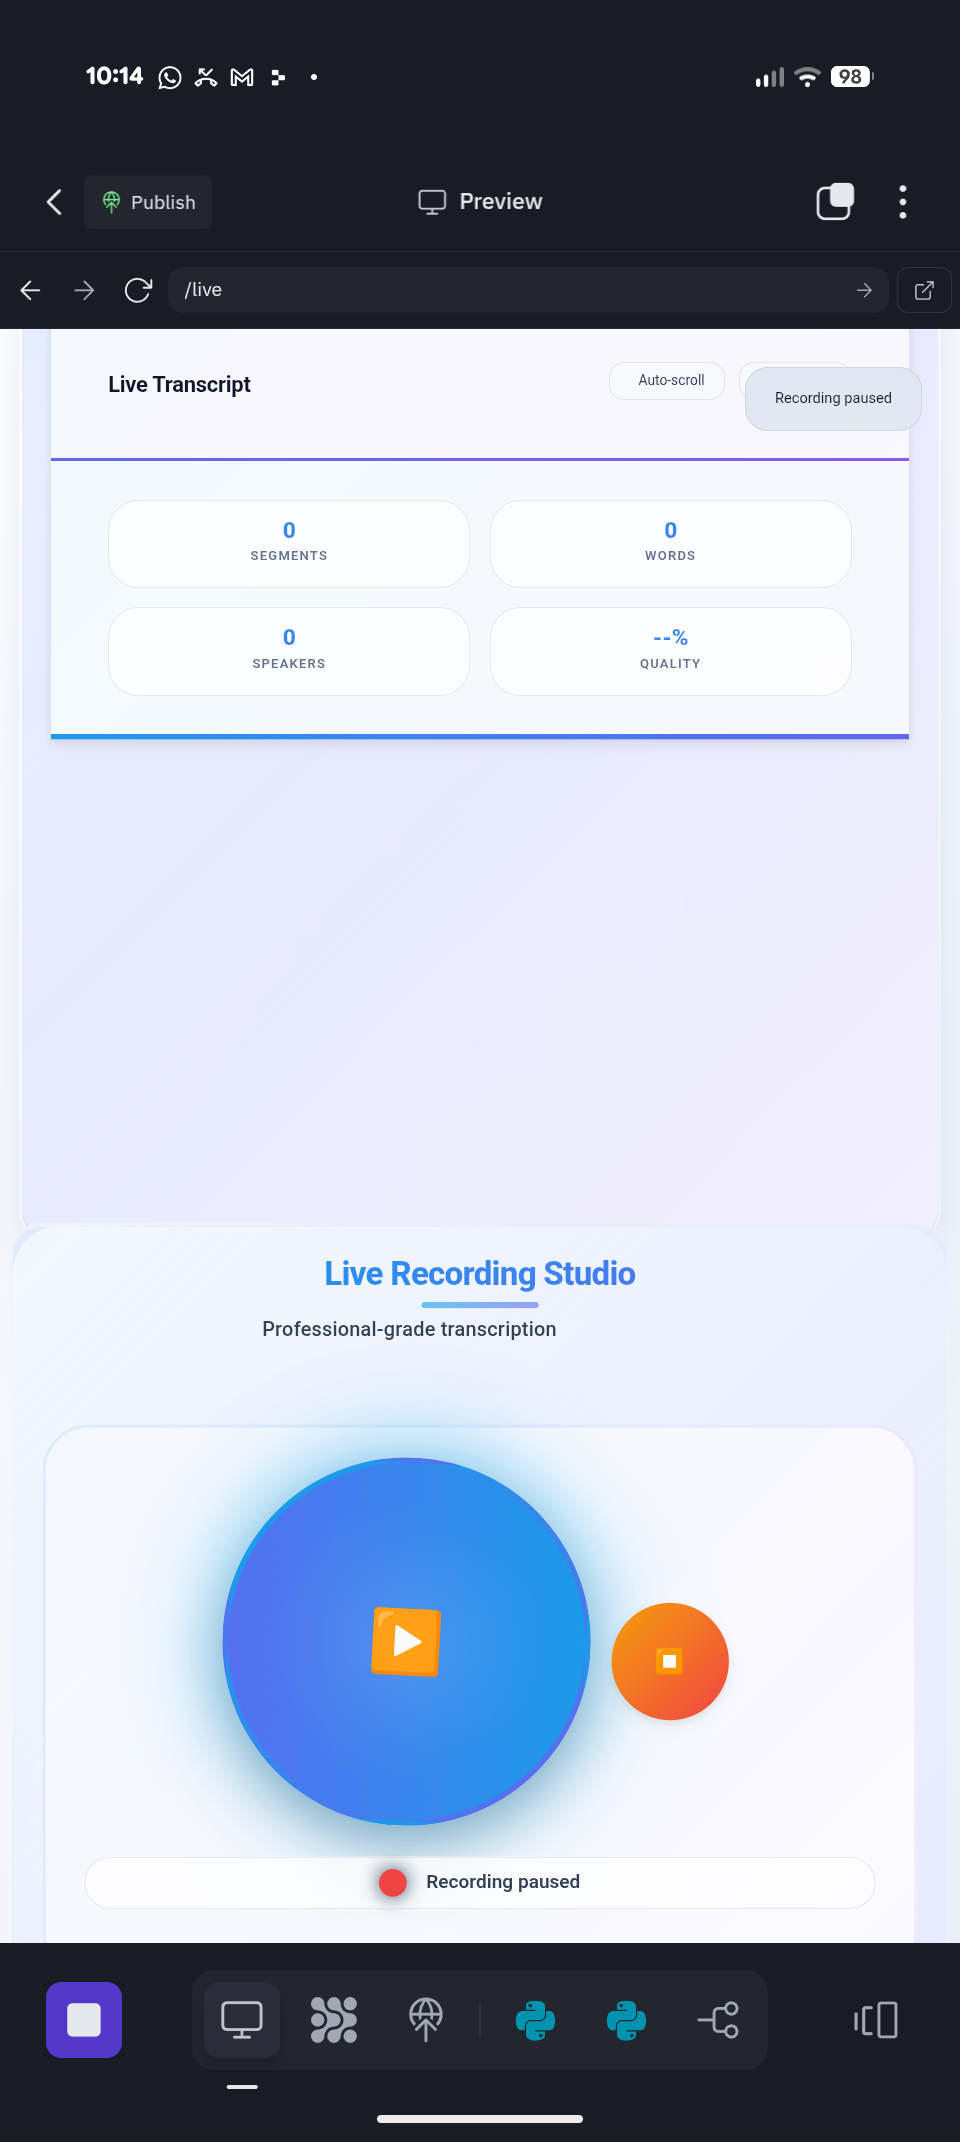 10:14
98
Publish
Preview
/live
Live Transcript
Auto-scroll
Recording paused
0
SEGMENTS
0
WORDS
0
SPEAKERS
--%
QUALITY
Live Recording Studio
Professional-grade transcription
Recording paused